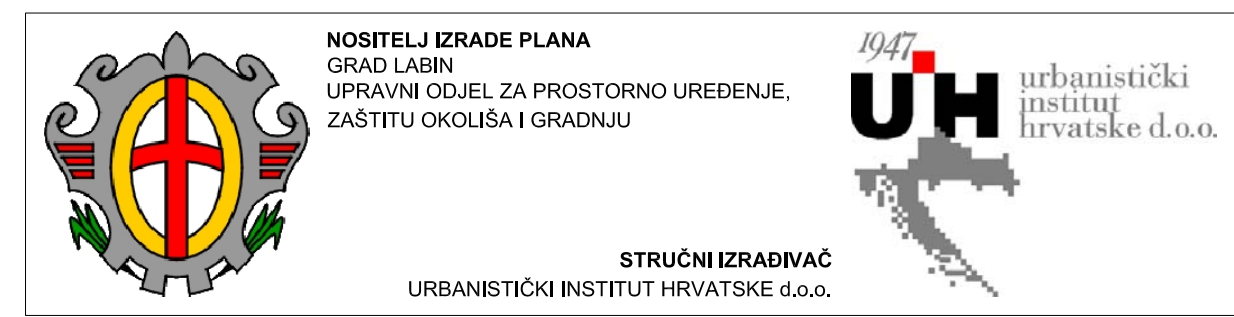 NOSITELJ IZRADE PLANA
GRAD LABIN
UPRAVNI ODJEL ZA PROSTORNO UREĐENJE,
ZAŠTITU OKOLIŠA I GRADNJU
1947
UiH
urbanistički
institut
hrvatske d.o.o.
STRUČNI IZRAĐIVAČ
URBANISTIČKI INSTITUT HRVATSKE d.o.o.